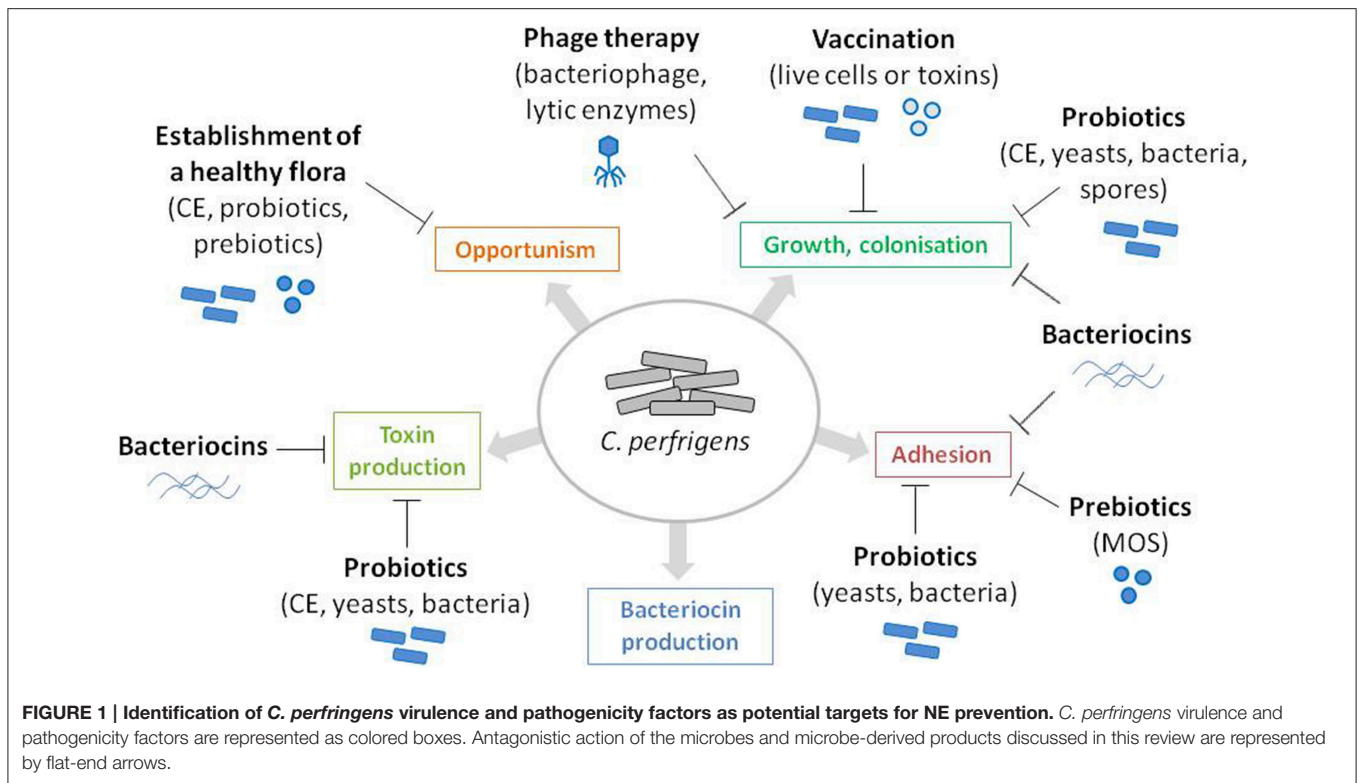 Phage therapy
(bacteriophage,
lytic enzymes)
Vaccination
(live cells or toxins)
Probiotics
(CE, yeasts, bacteria,
spores)
Establishment of
a healthy flora
(CE, probiotics,
prebiotics)
Opportunism
Growth, colonisation
Bacteriocins
C. perfrigens
Bacteriocins
Toxin
production
Adhesion
Prebiotics
(MOS)
Probiotics
(CE, yeasts, bacteria)
Bacteriocin
production
Probiotics
(yeasts, bacteria)
FIGURE 1 | Identification of C. perfringens virulence and pathogenicity factors as potential targets for NE prevention. C. perfringens virulence and
pathogenicity factors are represented as colored boxes. Antagonistic action of the microbes and microbe-derived products discussed in this review are represented
by flat-end arrows.